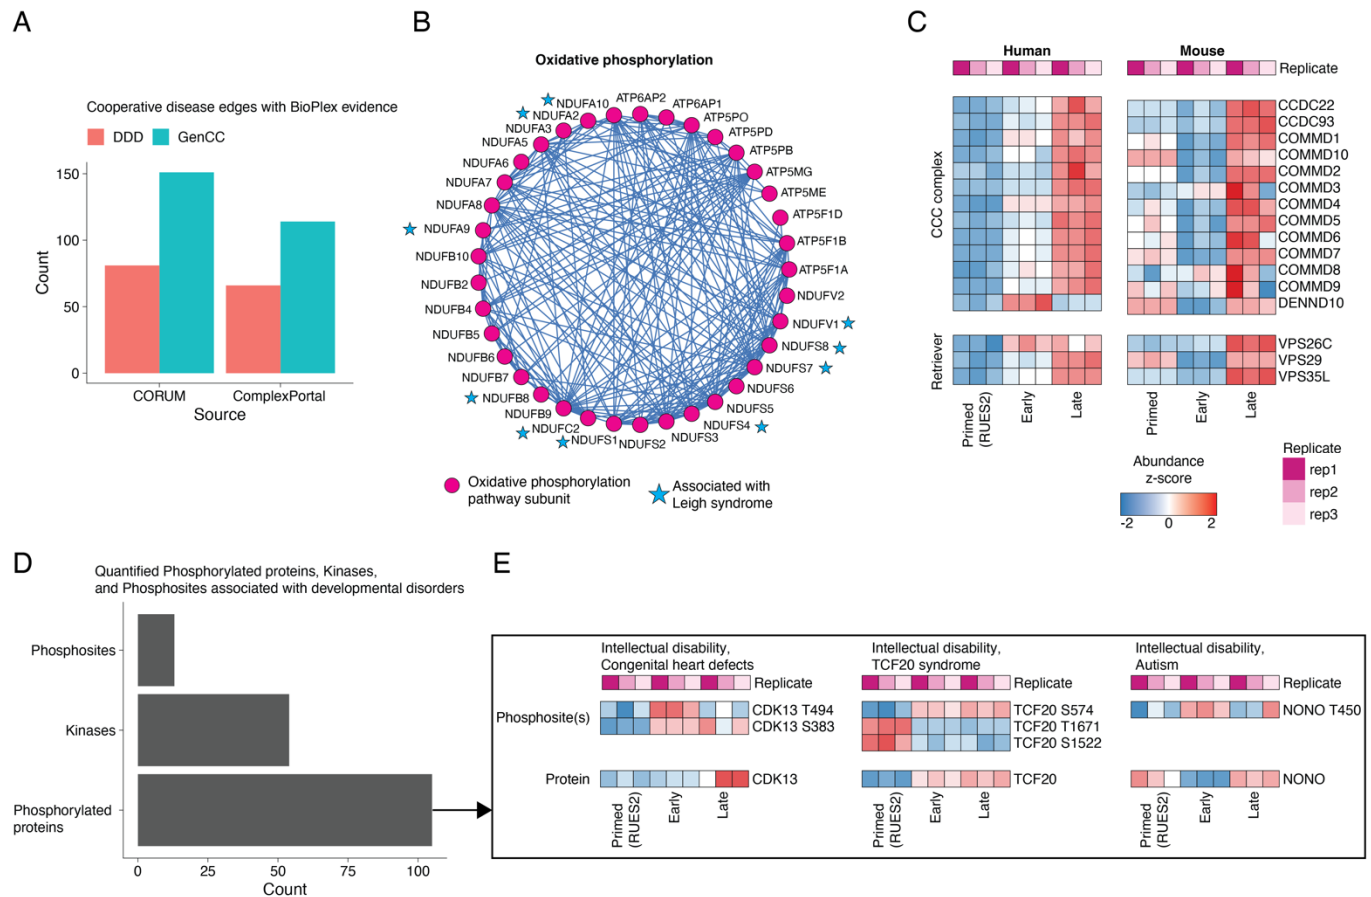 A
Cooperative disease edges with BioPlex evidence
DDD
GenCC
150
100
50
0
Count
CORUM
ComplexPortal
Source
B
Oxidative phosphorylation
NDUFA10
ATP6AP2
NDUFA2
ATP6AP1
NDUFA3
ATP5PO
NDUFA5
ATP5PD
NDUFA6
ATP5PB
NDUFA7
ATP5MG
NDUFA8
ATP5ME
NDUFA9
ATP5F1D
NDUFB10
ATP5F1B
NDUFB2
ATP5F1A
NDUFB4
NDUFV2
NDUFB5
NDUFV1
NDUFB6
NDUFS8
NDUFB7
NDUFS7
NDUFB8
NDUFS6
NDUFB9
NDUFS5
NDUFC2
NDUFS4
NDUFS1
NDUFS3
NDUFS2
Oxidative phosphorylation
pathway subunit
Associated with
Leigh syndrome
C
Human
Mouse
Replicate
CCC complex
CCDC22
CCDC93
COMMD1
COMMD10
COMMD2
COMMD3
COMMD4
COMMD5
COMMD6
COMMD7
COMMD8
COMMD9
DENND10
Retriever
VPS26C
VPS29
VPS35L
Primed
(RUES2)
Early
Late
Primed
Early
Late
Abundance
z-score
-2
0
2
Replicate
rep1
rep2
rep3
D
Quantified Phosphorylated proteins, Kinases,
and Phosphosites associated with developmental disorders
Phosphosites
Kinases
Phosphorylated
proteins
0
25
50
75
100
Count
E
Intellectual disability,
Congenital heart defects
Replicate
Phosphosite(s)
CDK13 T494
CDK13 S383
Protein
CDK13
Primed
(RUES2)
Early
Late
Intellectual disability,
TCF20 syndrome
Replicate
TCF20 S574
TCF20 T1671
TCF20 S1522
TCF20
Primed
(RUES2)
Early
Late
Intellectual disability,
Autism
Replicate
NONO T450
NONO
Primed
(RUES2)
Early
Late